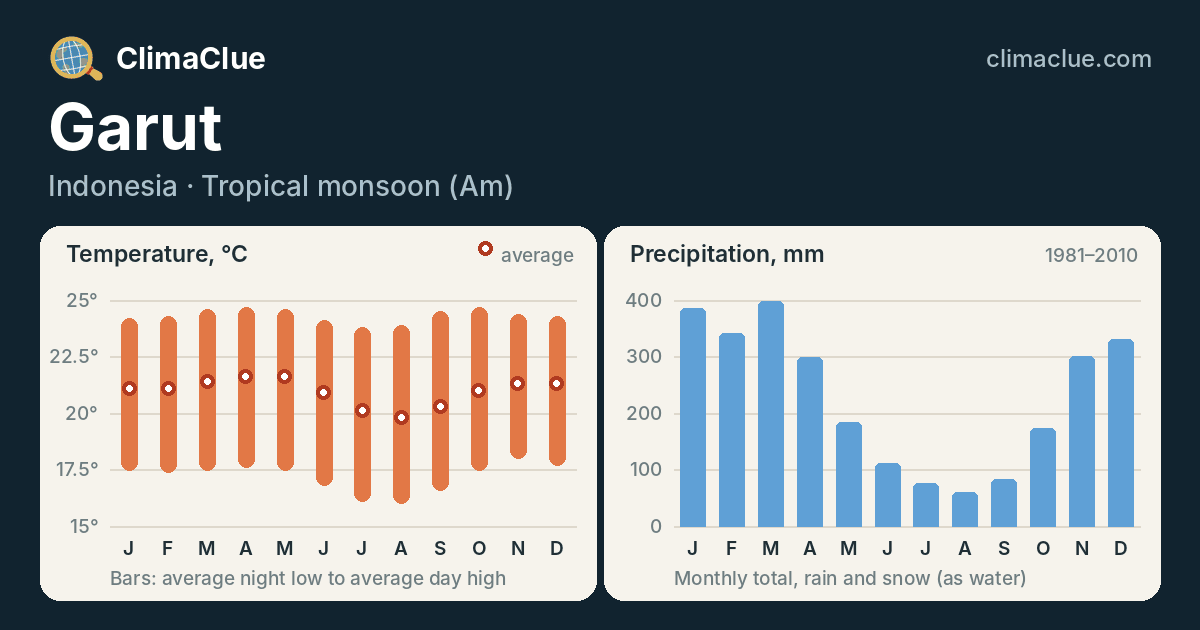 ClimaClue
climaclue.com
Garut
Indonesia · Tropical monsoon (Am)
Temperature, °C
average
25°
22.5°
20°
17.5°
15°
J F M A M J J A S O N D
Bars: average night low to average day high
Precipitation, mm
1981–2010
400
300
200
100
0
J F M A M J J A S O N D
Monthly total, rain and snow (as water)